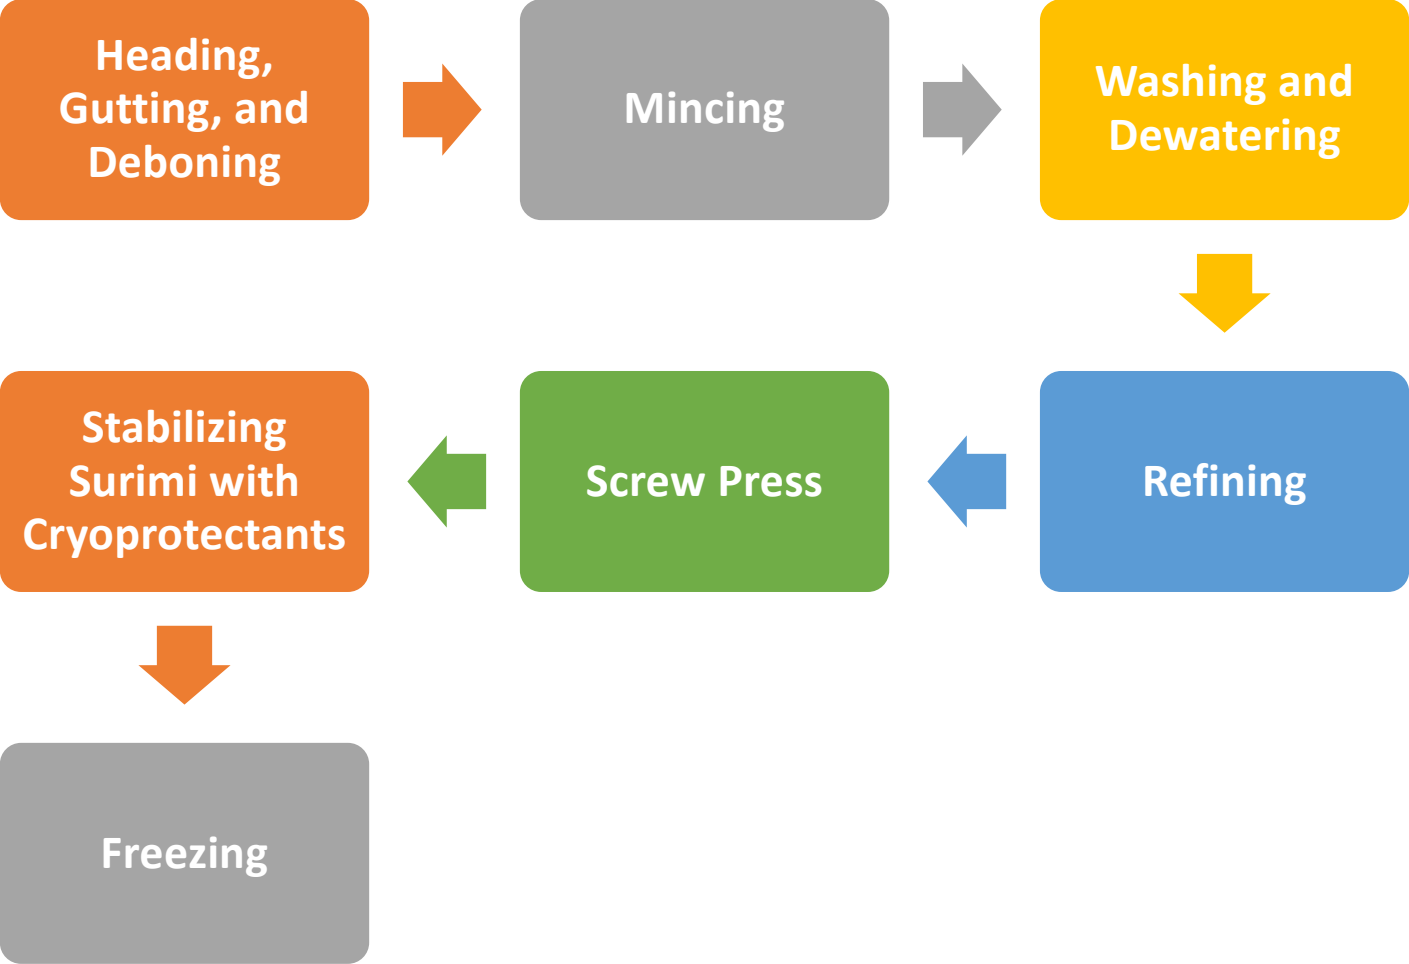 Heading,
Gutting, and
Deboning
Mincing
Washing and
Dewatering
Refining
Screw Press
Stabilizing
Surimi with
Cryoprotectants
Freezing